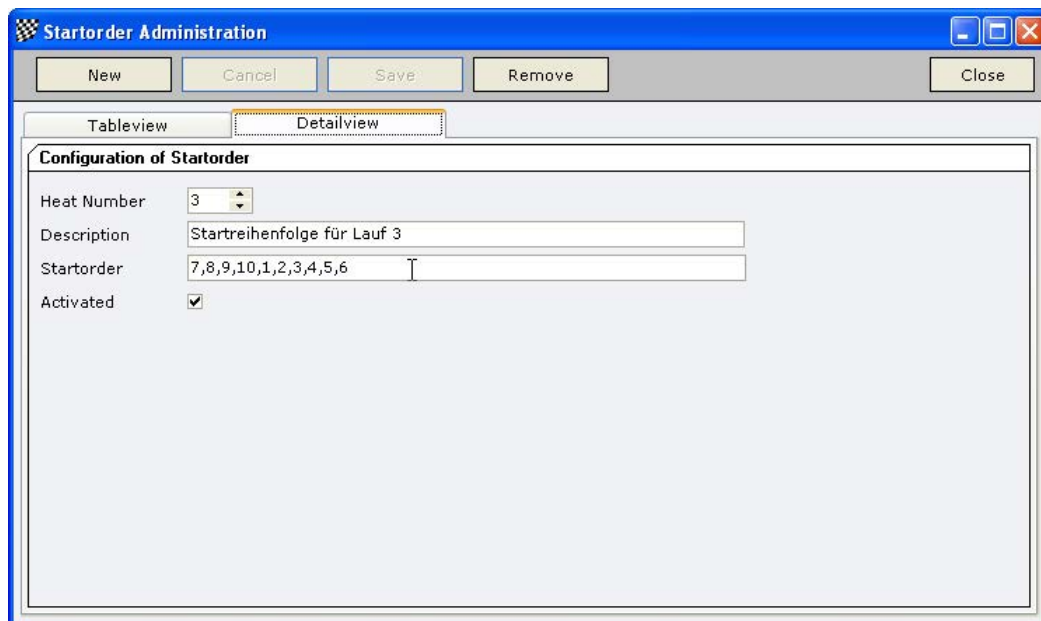 Startorder Administration
New Cancel Save Remove Close
Tableview Detailview
Configuration of Startorder
Heat Number 3
Description Startreihenfolge für Lauf 3
Startorder 7,8,9,10,1,2,3,4,5,6
Activated